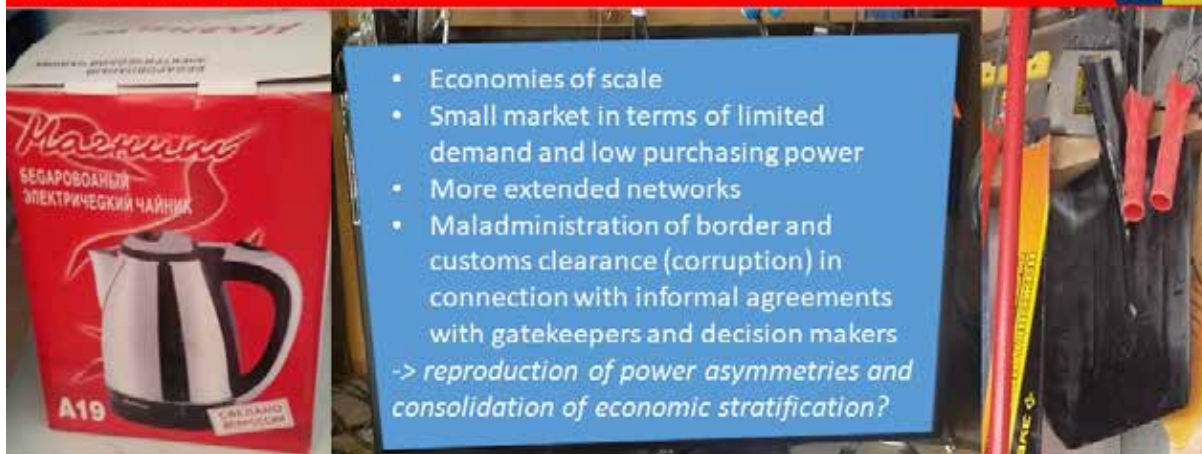 Магнит
БЕСАРОВОАНЫЙ
ЭЛЕКТРИЧЕСКИЙ ЧАЙНИК
A19
СДЕЛАНО
• Economies of scale
• Small market in terms of limited
demand and low purchasing power
• More extended networks
• Maladministration of border and
customs clearance (corruption) in
connection with informal agreements
with gatekeepers and decision makers
-> reproduction of power asymmetries and
consolidation of economic stratification?